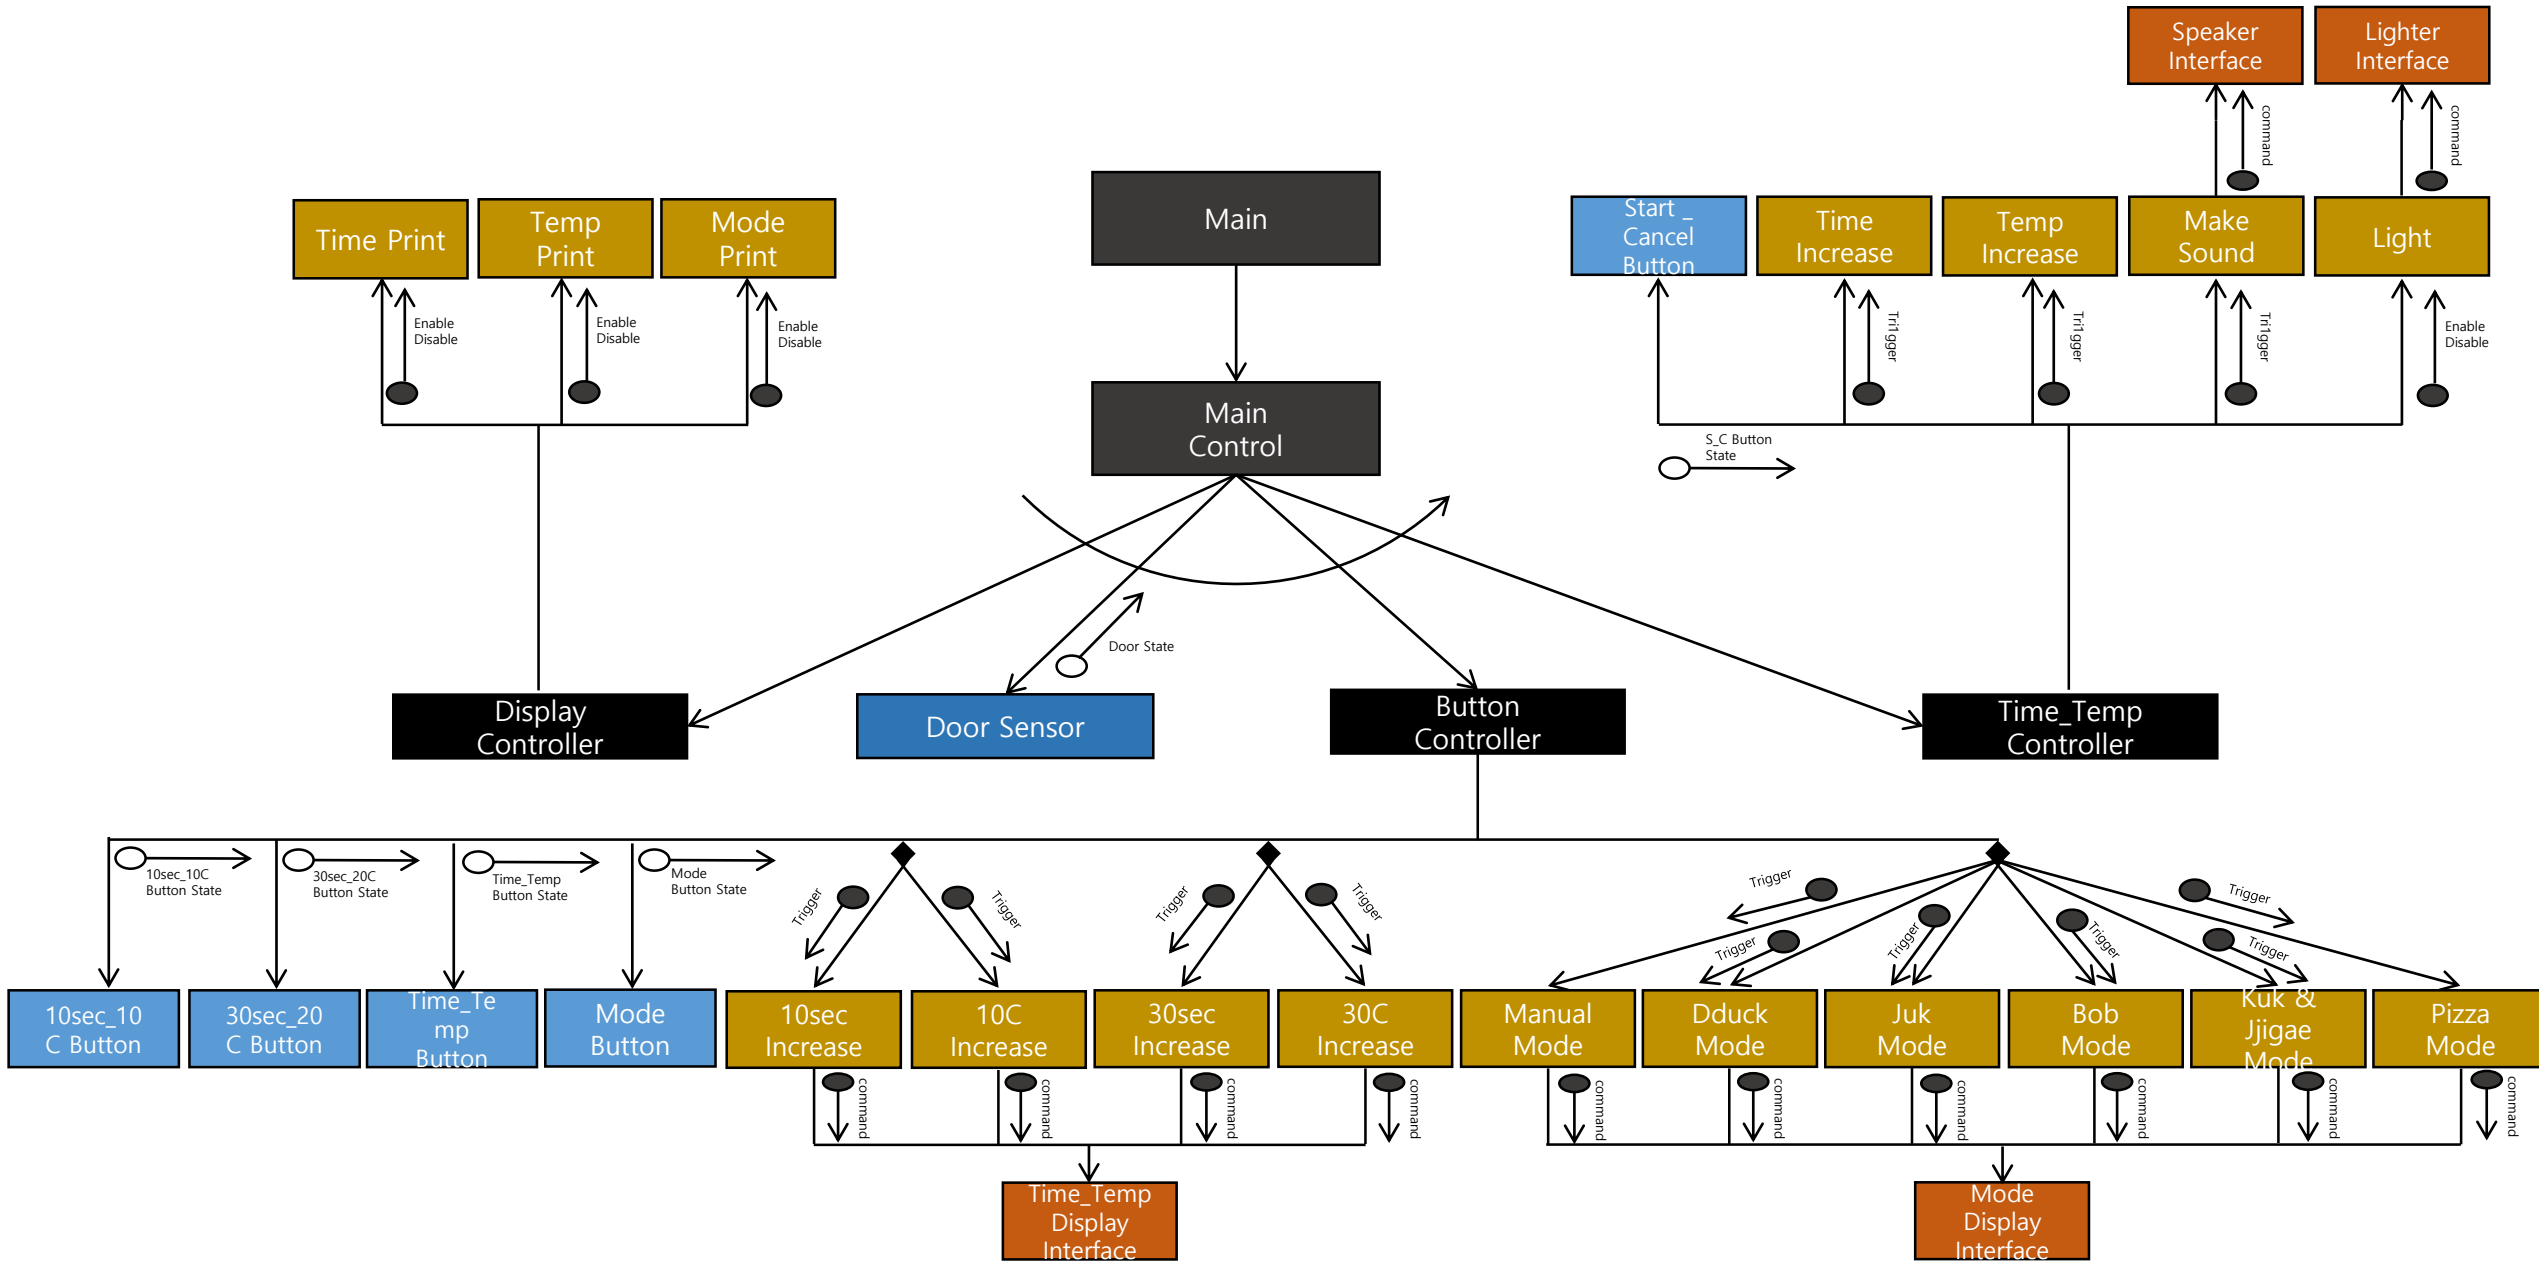 Speaker
Interface
Lighter
Interface
command
command
Time Print
Temp
Print
Mode
Print
Main
Start _
Cancel
Button
Time
Increase
Temp
Increase
Make
Sound
Light
Enable
Disable
Enable
Disable
Enable
Disable
Tri1gger
Tri1gger
Tri1gger
Enable
Disable
Main
Control
S_C Button
State
Door State
Display
Controller
Door Sensor
Button
Controller
Time_Temp
Controller
10sec_10C
Button State
30sec_20C
Button State
Time_Temp
Button State
Mode
Button State
Trigger
Trigger
Trigger
Trigger
Trigger
Trigger
Trigger
Trigger
Trigger
Trigger
10sec_10
C Button
30sec_20
C Button
Time_Te
mp
Button
Mode
Button
10sec
Increase
10C
Increase
30sec
Increase
30C
Increase
Manual
Mode
Dduck
Mode
Juk
Mode
Bob
Mode
Kuk &
Jjigae
Mode
Pizza
Mode
command
command
command
command
command
command
command
command
command
command
Time_Temp
Display
Interface
Mode
Display
Interface